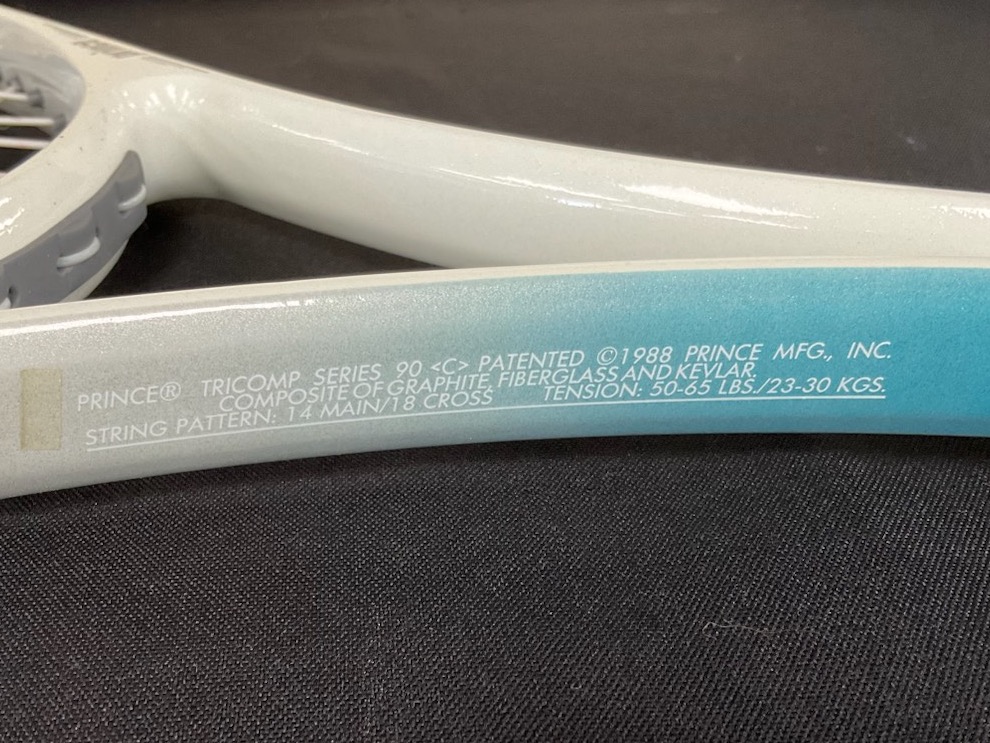 PRINCE® TRICOMP SERIES 90 <C> PATENTED ©1988 PRINCE MFG., INC.
COMPOSITE OF GRAPHITE, FIBERGLASS AND KEVLAR.
STRING PATTERN: 14 MAIN/18 CROSS TENSION: 50-65 LBS./23-30 KGS.